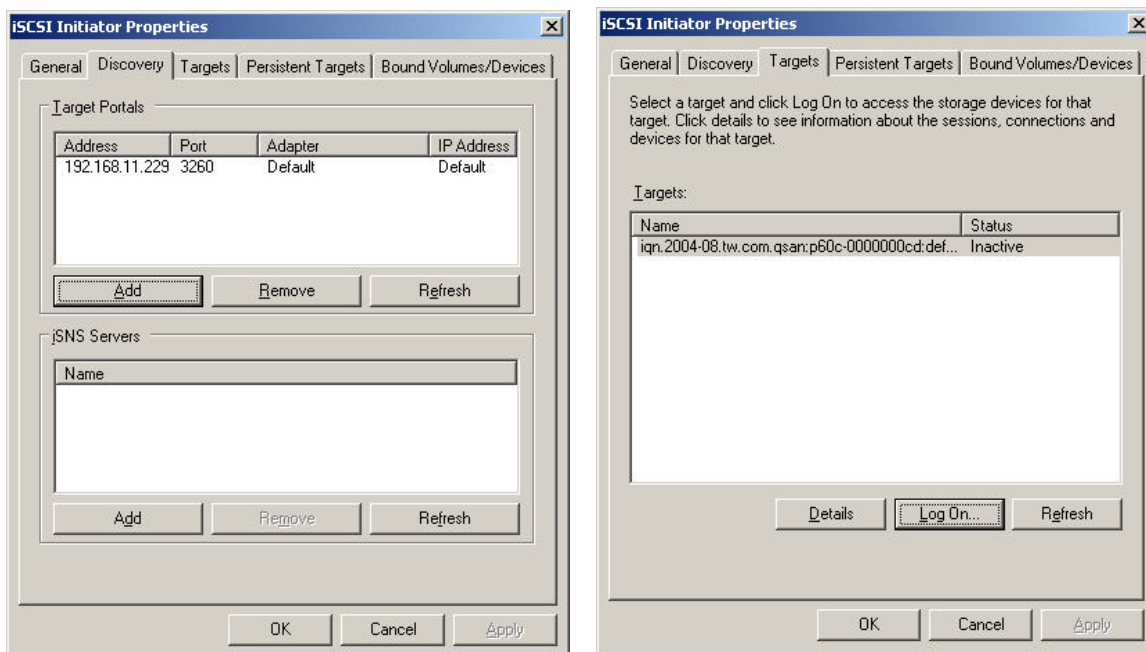 iSCSI Initiator Properties
General Discovery Targets Persistent Targets Bound Volumes/Devices
Target Portals
Address Port Adapter IP Address
192.168.11.229 3260 Default Default
Add Remove Refresh
iSNS Servers
Name
Add Remove Refresh
OK Cancel Apply
iSCSI Initiator Properties
General Discovery Targets Persistent Targets Bound Volumes/Devices
Select a target and click Log On to access the storage devices for that
target. Click details to see information about the sessions, connections and
devices for that target.
Targets:
Name Status
iqn.2004-08.tw.com.qsan:p60c-0000000cd:def... Inactive
Details Log On... Refresh
OK Cancel Apply